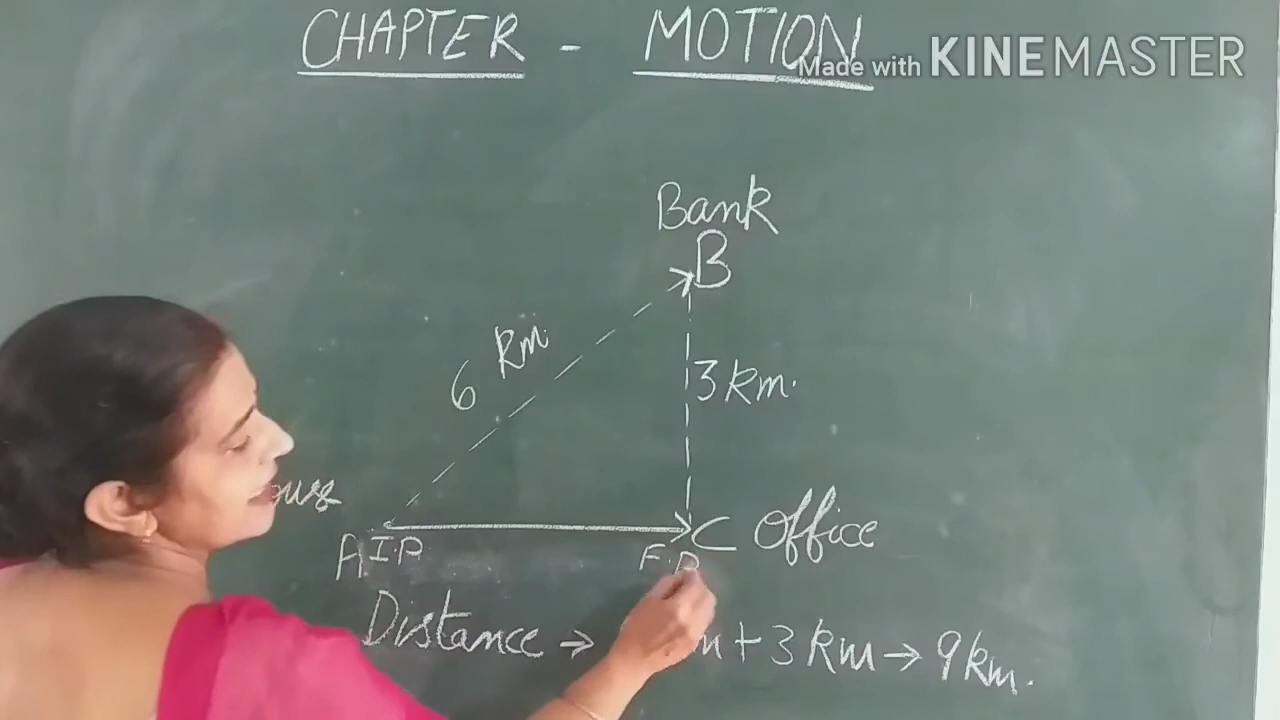 CHAPTER - MOTION
Made with KINEMASTER
Bank
B
6 Km.
3 km.
A I.P.
F.P
C Office
Distance → + 3 km → 9 km.